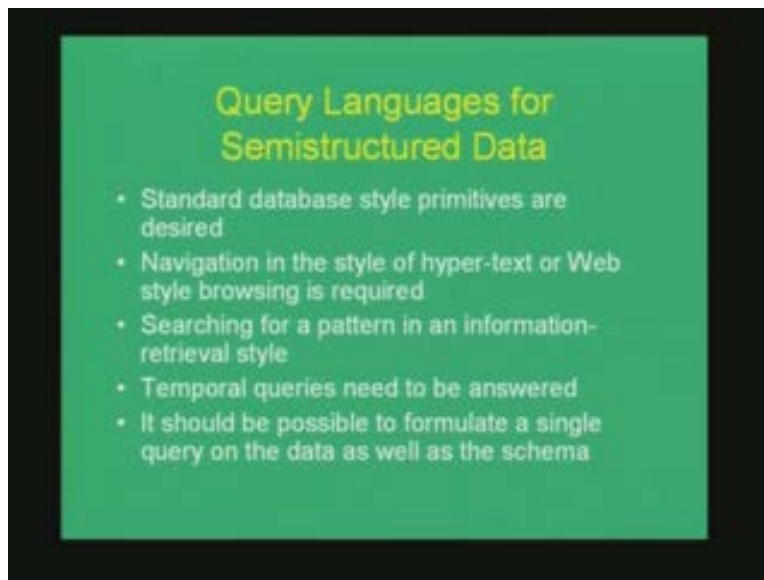 Query Languages for
Semistructured Data
• Standard database style primitives are
desired
• Navigation in the style of hyper-text or Web
style browsing is required
• Searching for a pattern in an information-
retrieval style
• Temporal queries need to be answered
• It should be possible to formulate a single
query on the data as well as the schema